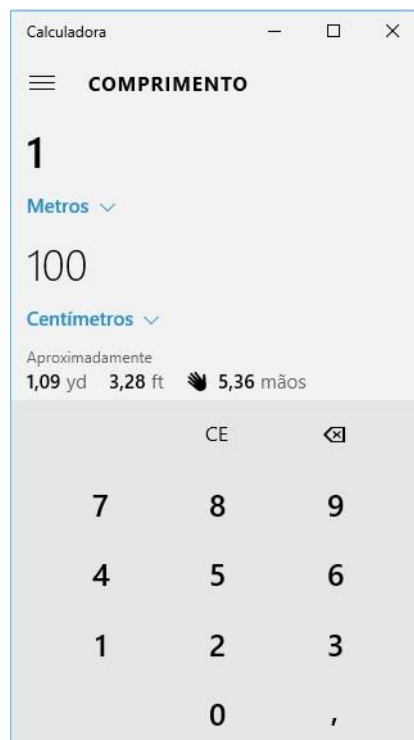 Calculadora
COMPRIMENTO
1
Metros
100
Centímetros
Aproximadamente
1,09 yd 3,28 ft 5,36 mãos
CE
7 8 9
4 5 6
1 2 3
0 ,